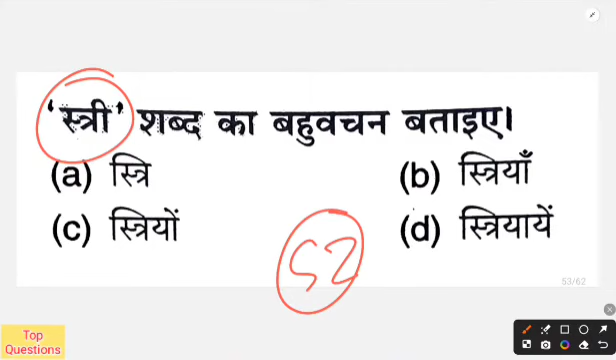 'स्त्री' शब्द का बहुवचन बताइए।
(a) स्त्रि (b) स्त्रियाँ
(c) स्त्रियों (d) स्त्रियायें
52
53/62
Top
Questions